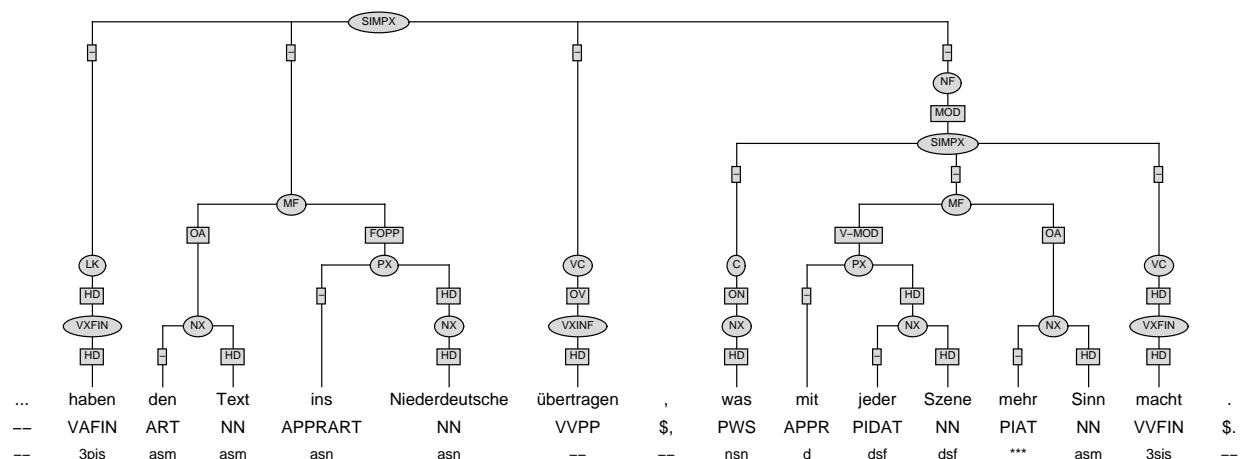 SIMPX
– – – –
NF
MOD
SIMPX
– – –
MF MF
OA FOPP V–MOD OA
LK PX VC C PX VC
HD – HD OV ON – HD HD
VXFIN NX NX VXINF NX NX NX VXFIN
HD – HD HD HD HD – HD – HD HD
... haben den Text ins Niederdeutsche übertragen , was mit jeder Szene mehr Sinn macht .
–– VAFIN ART NN APPRART NN VVPP $, PWS APPR PIDAT NN PIAT NN VVFIN $.
–– 3pis asm asm asn asn –– –– nsn d dsf dsf *** asm 3sis ––